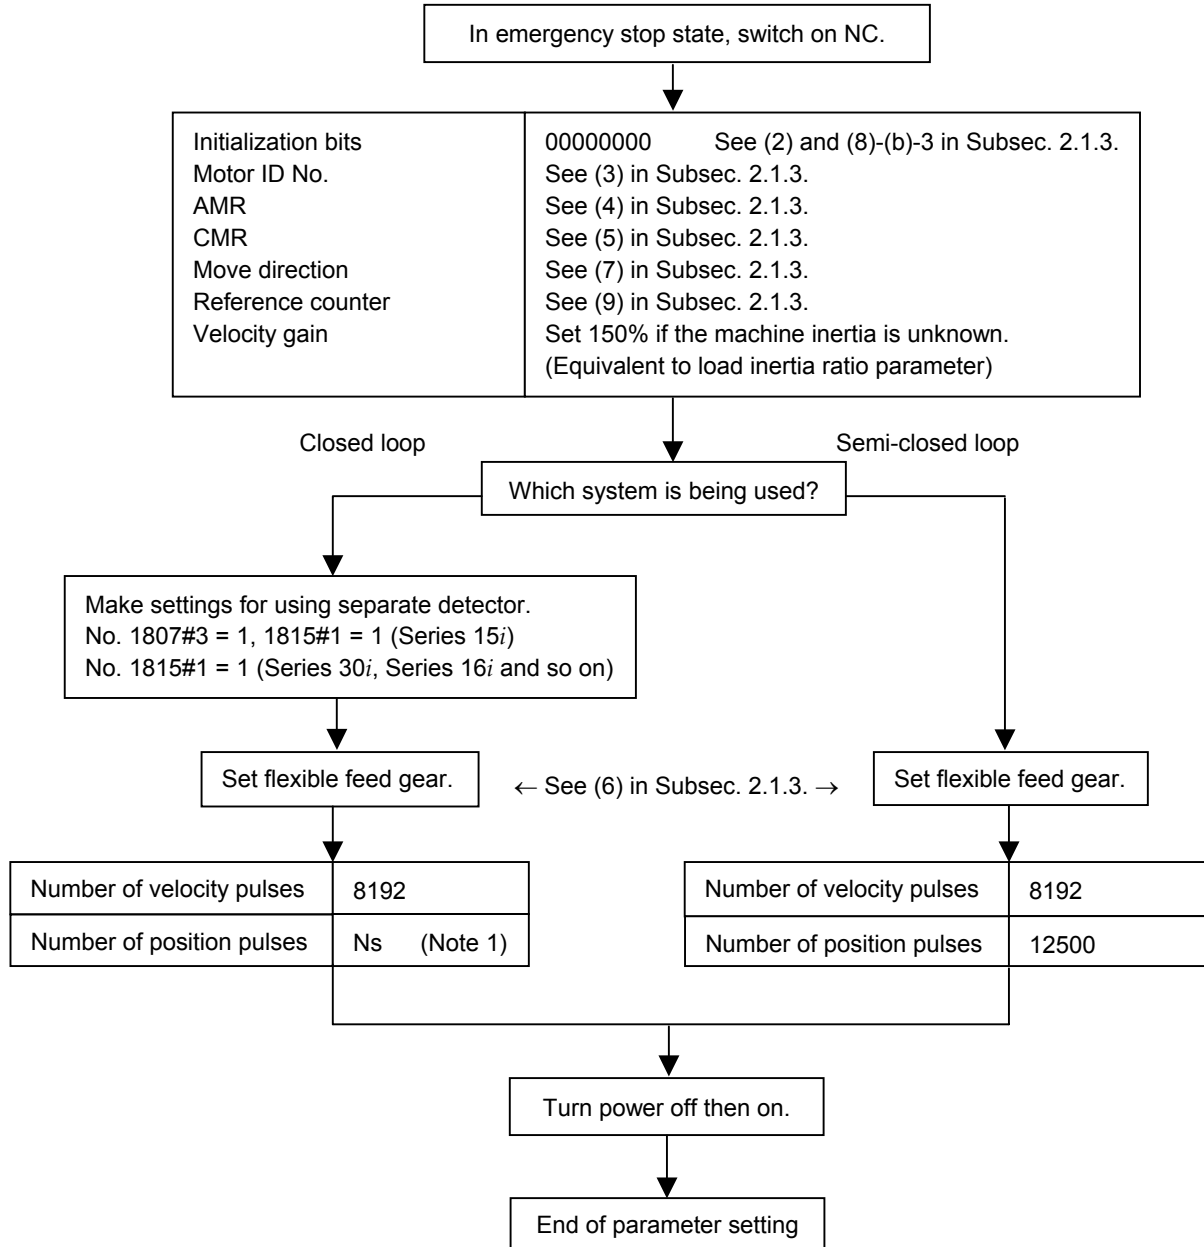 In emergency stop state, switch on NC.
Initialization bits 00000000 See (2) and (8)-(b)-3 in Subsec. 2.1.3.
Motor ID No. See (3) in Subsec. 2.1.3.
AMR See (4) in Subsec. 2.1.3.
CMR See (5) in Subsec. 2.1.3.
Move direction See (7) in Subsec. 2.1.3.
Reference counter See (9) in Subsec. 2.1.3.
Velocity gain Set 150% if the machine inertia is unknown.
(Equivalent to load inertia ratio parameter)
Closed loop Semi-closed loop
Which system is being used?
Make settings for using separate detector.
No. 1807#3 = 1, 1815#1 = 1 (Series 15i)
No. 1815#1 = 1 (Series 30i, Series 16i and so on)
Set flexible feed gear. ← See (6) in Subsec. 2.1.3. → Set flexible feed gear.
Number of velocity pulses 8192 Number of velocity pulses 8192
Number of position pulses Ns (Note 1) Number of position pulses 12500
Turn power off then on.
End of parameter setting